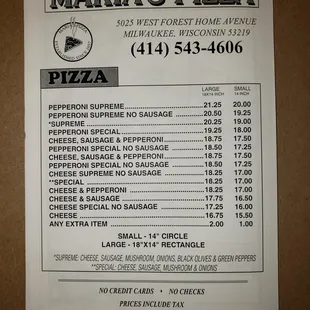 MARIA'S PIZZA
5025 WEST FOREST HOME AVENUE
MILWAUKEE, WISCONSIN 53219
(414) 543-4606
PIZZA
LARGE SMALL
18X14 INCH 14 INCH
PEPPERONI SUPREME 21.25 20.00
PEPPERONI SUPREME NO SAUSAGE 20.50 19.25
*SUPREME 20.25 19.00
PEPPERONI SPECIAL 19.25 18.00
CHEESE, SAUSAGE & PEPPERONI 18.75 17.50
PEPPERONI SPECIAL NO SAUSAGE 18.50 17.25
CHEESE, SAUSAGE & PEPPERONI 18.75 17.50
PEPPERONI SPECIAL NO SAUSAGE 18.50 17.25
CHEESE SUPREME NO SAUSAGE 18.25 17.00
**SPECIAL 18.25 17.00
CHEESE & PEPPERONI 18.25 17.00
CHEESE & SAUSAGE 17.75 16.50
CHEESE SPECIAL NO SAUSAGE 17.25 16.00
CHEESE 16.75 15.50
ANY EXTRA ITEM 2.00 1.00
SMALL - 14" CIRCLE
LARGE - 18"X14" RECTANGLE
*SUPREME: CHEESE, SAUSAGE, MUSHROOM, ONIONS, BLACK OLIVES & GREEN PEPPERS
**SPECIAL: CHEESE, SAUSAGE, MUSHROOM & ONIONS
NO CREDIT CARDS • NO CHECKS
PRICES INCLUDE TAX